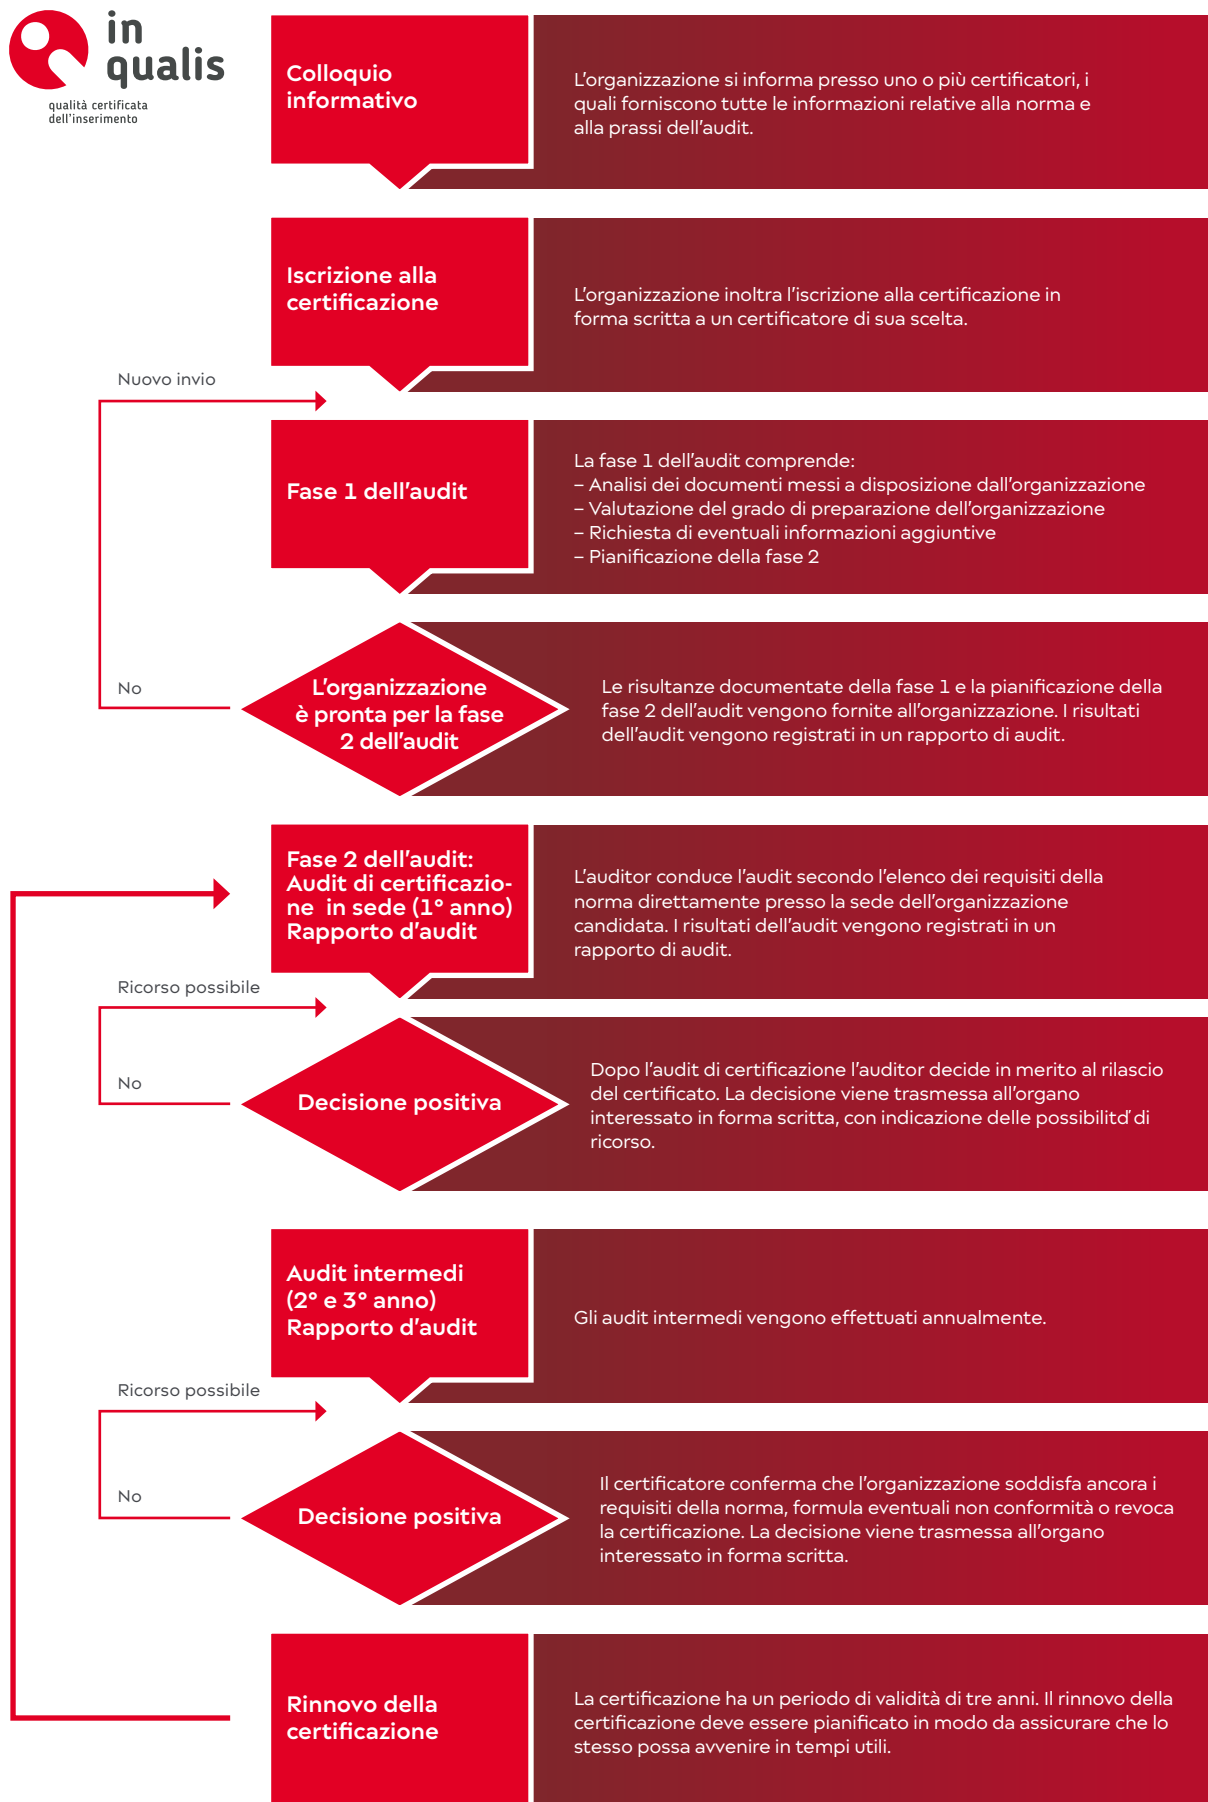 in
qualis
qualità certificata
dell'inserimento
Colloquio
informativo
L'organizzazione si informa presso uno o più certificatori, i
quali forniscono tutte le informazioni relative alla norma e
alla prassi dell'audit.
Iscrizione alla
certificazione
L'organizzazione inoltra l'iscrizione alla certificazione in
forma scritta a un certificatore di sua scelta.
Nuovo invio
Fase 1 dell'audit
La fase 1 dell'audit comprende:
– Analisi dei documenti messi a disposizione dall'organizzazione
– Valutazione del grado di preparazione dell'organizzazione
– Richiesta di eventuali informazioni aggiuntive
– Pianificazione della fase 2
No
L'organizzazione
è pronta per la fase
2 dell'audit
Le risultanze documentate della fase 1 e la pianificazione della
fase 2 dell'audit vengono fornite all'organizzazione. I risultati
dell'audit vengono registrati in un rapporto di audit.
Fase 2 dell'audit:
Audit di certificazio-
ne in sede (1° anno)
Rapporto d'audit
L'auditor conduce l'audit secondo l'elenco dei requisiti della
norma direttamente presso la sede dell'organizzazione
candidata. I risultati dell'audit vengono registrati in un
rapporto di audit.
Ricorso possibile
No
Decisione positiva
Dopo l'audit di certificazione l'auditor decide in merito al rilascio
del certificato. La decisione viene trasmessa all'organo
interessato in forma scritta, con indicazione delle possibilitď di
ricorso.
Audit intermedi
(2° e 3° anno)
Rapporto d'audit
Gli audit intermedi vengono effettuati annualmente.
Ricorso possibile
No
Decisione positiva
Il certificatore conferma che l'organizzazione soddisfa ancora i
requisiti della norma, formula eventuali non conformità o revoca
la certificazione. La decisione viene trasmessa all'organo
interessato in forma scritta.
Rinnovo della
certificazione
La certificazione ha un periodo di validità di tre anni. Il rinnovo della
certificazione deve essere pianificato in modo da assicurare che lo
stesso possa avvenire in tempi utili.